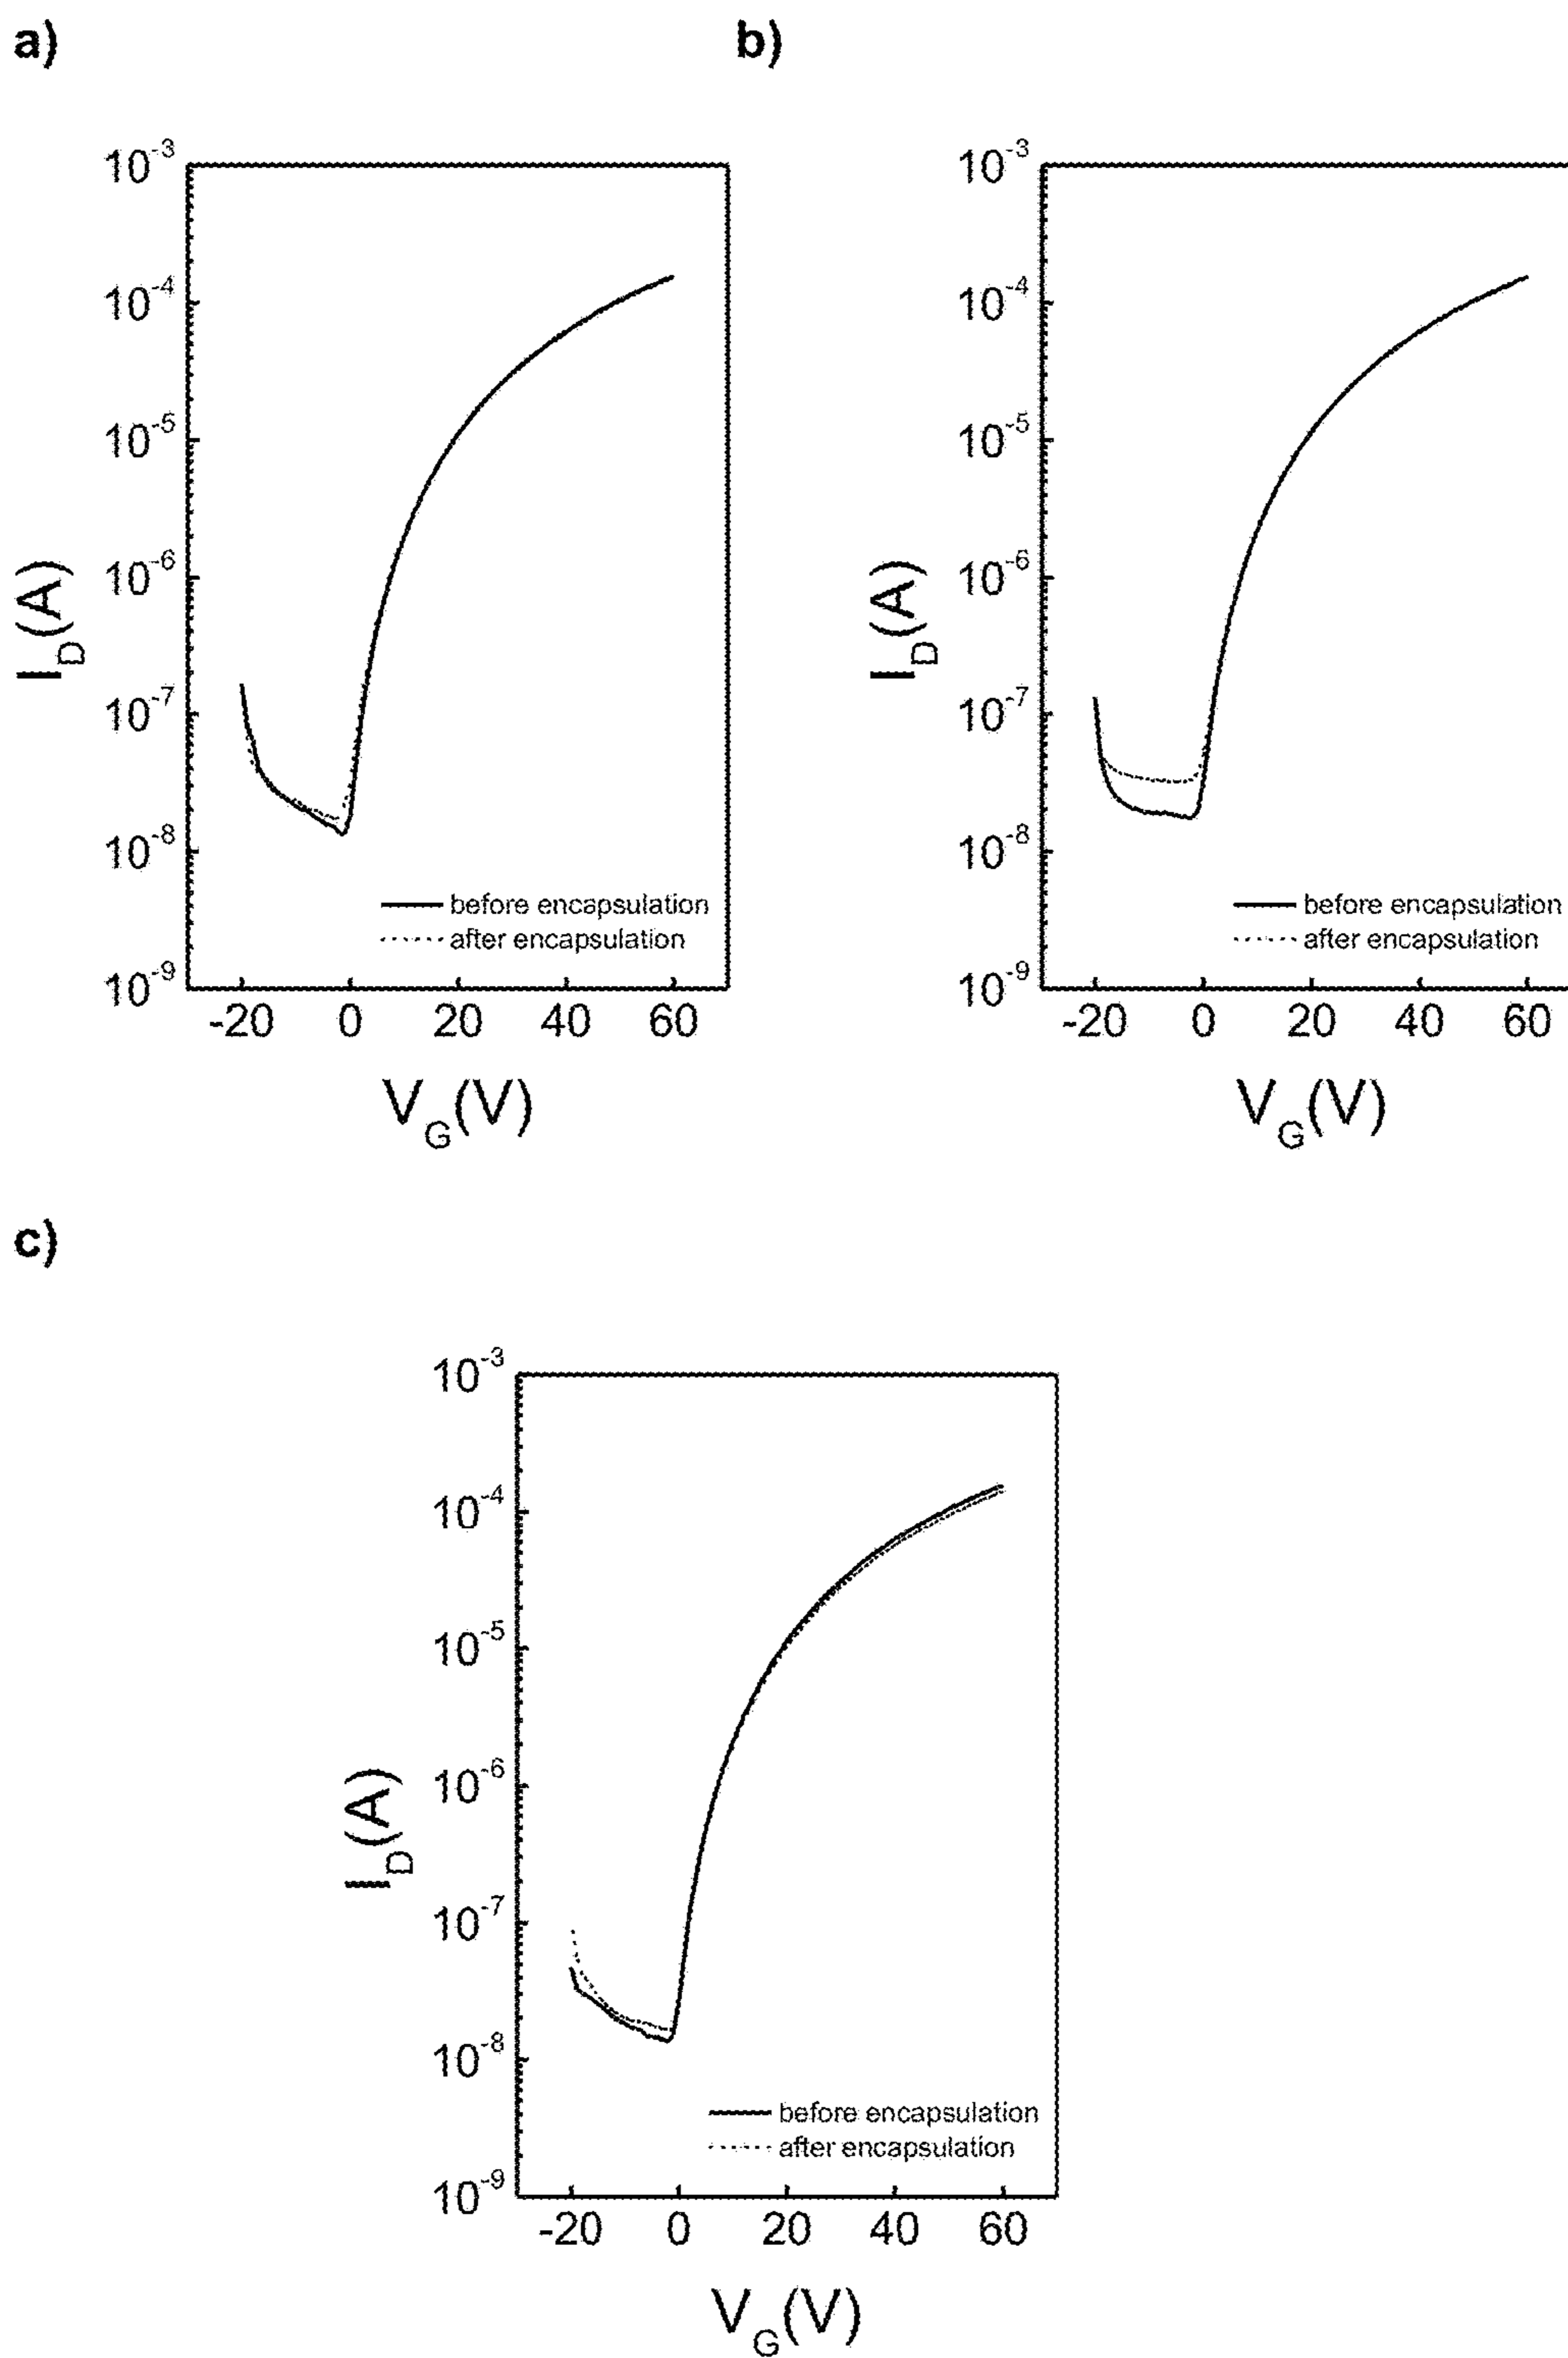 a)
10^-3
10^-4
10^-5
10^-6
10^-7
10^-8
10^-9
I_D(A)
before encapsulation
after encapsulation
-20 0 20 40 60
V_G(V)
b)
10^-3
10^-4
10^-5
10^-6
10^-7
10^-8
10^-9
I_D(A)
before encapsulation
after encapsulation
-20 0 20 40 60
V_G(V)
c)
10^-3
10^-4
10^-5
10^-6
10^-7
10^-8
10^-9
I_D(A)
before encapsulation
after encapsulation
-20 0 20 40 60
V_G(V)